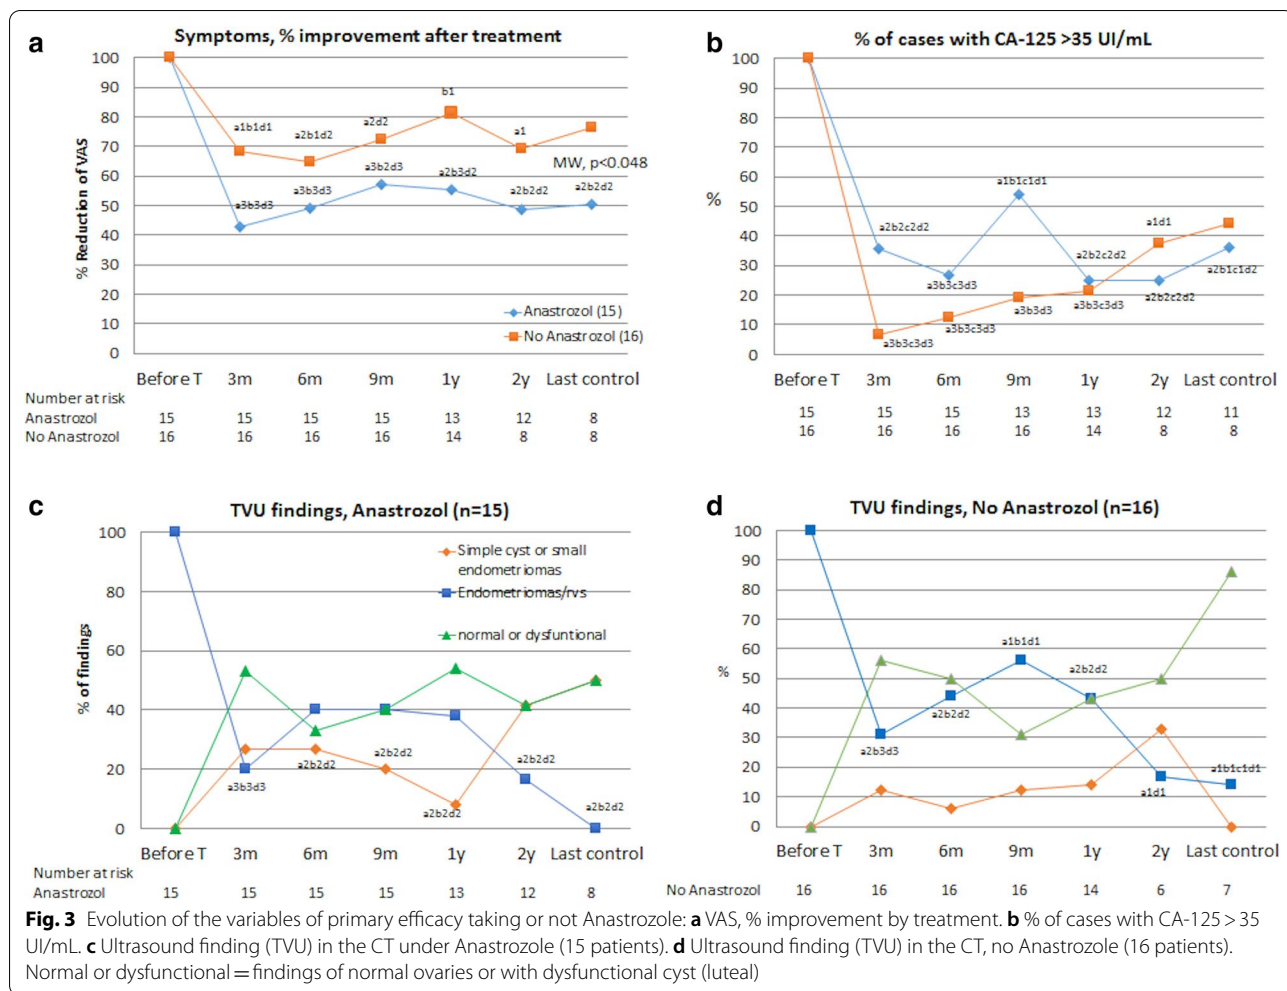 a
Symptoms, % improvement after treatment
% Reduction of VAS
100
90
80
70
60
50
40
30
20
10
0
a1b1d1
a2b1d2
a2d2
b1
a1
MW, p<0.048
a3b3d3
a3b3d3
a3b2d3
a2b3d2
a2b2d2
a2b2d2
Anastrozol (15)
No Anastrozol (16)
Before T 3m 6m 9m 1y 2y Last control
Number at risk
Anastrozol 15 15 15 15 13 12 8
No Anastrozol 16 16 16 16 14 8 8
b
% of cases with CA-125 >35 UI/mL
%
100
90
80
70
60
50
40
30
20
10
0
a1b1c1d1
a2b2c2d2
a3b3c3d3
a2b2c2d2
a1d1
a2b1c1d2
a2b2c2d2
a3b3c3d3
a3b3d3
a3b3c3d3
a3b3c3d3
Before T 3m 6m 9m 1y 2y Last control
15 15 15 13 13 12 11
16 16 16 16 14 8 8
c
TVU findings, Anastrozol (n=15)
% of findings
100
80
60
40
20
0
Simple cyst or small
endometriomas
Endometriomas/rvs
normal or dysfuntional
a3b3d3
a2b2d2
a2b2d2
a2b2d2
a2b2d2
a2b2d2
Before T 3m 6m 9m 1y 2y Last control
Number at risk
Anastrozol 15 15 15 15 13 12 8
d
TVU findings, No Anastrozol (n=16)
%
100
90
80
70
60
50
40
30
20
10
0
a2b3d3
a2b2d2
a1b1d1
a2b2d2
a1d1
a1b1c1d1
Before T 3m 6m 9m 1y 2y Last control
No Anastrozol 16 16 16 16 14 6 7
Fig. 3 Evolution of the variables of primary efficacy taking or not Anastrozole: a VAS, % improvement by treatment. b % of cases with CA-125 > 35
UI/mL. c Ultrasound finding (TVU) in the CT under Anastrozole (15 patients). d Ultrasound finding (TVU) in the CT, no Anastrozole (16 patients).
Normal or dysfunctional = findings of normal ovaries or with dysfunctional cyst (luteal)